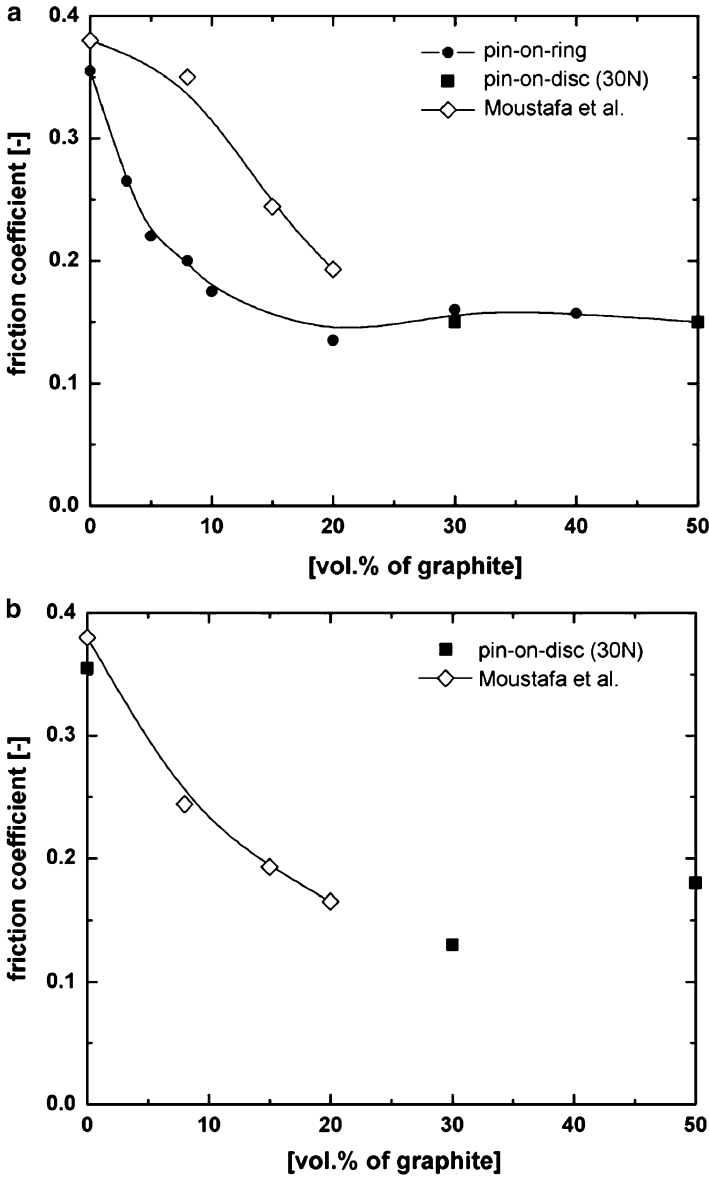 a
0.4
0.3
0.2
0.1
0.0
friction coefficient [-]
pin-on-ring
pin-on-disc (30N)
Moustafa et al.
0 10 20 30 40 50
[vol.% of graphite]
b
0.4
0.3
0.2
0.1
0.0
friction coefficient [-]
pin-on-disc (30N)
Moustafa et al.
0 10 20 30 40 50
[vol.% of graphite]